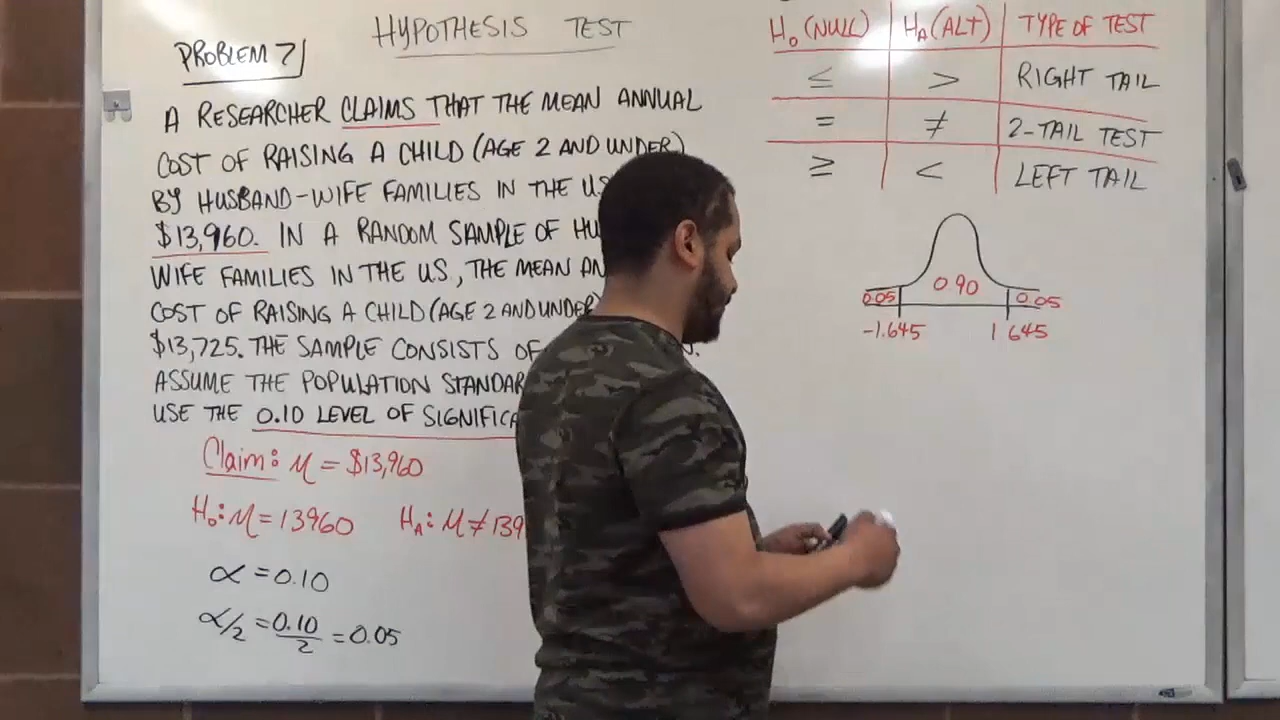 HYPOTHESIS TEST
PROBLEM 7
A RESEARCHER CLAIMS THAT THE MEAN ANNUAL
COST OF RAISING A CHILD (AGE 2 AND UNDER)
BY HUSBAND-WIFE FAMILIES IN THE US
$13,960. IN A RANDOM SAMPLE OF HU
WIFE FAMILIES IN THE US, THE MEAN AN
COST OF RAISING A CHILD (AGE 2 AND UNDER)
$13,725. THE SAMPLE CONSISTS OF
ASSUME THE POPULATION STANDAR
USE THE 0.10 LEVEL OF SIGNIFICA
Claim: μ = $13,960
H₀: μ = 13960 Hₐ: μ ≠ 139
α = 0.10
α/2 = 0.10/2 = 0.05
H₀ (NULL) Hₐ (ALT) TYPE OF TEST
≤ > RIGHT TAIL
= ≠ 2-TAIL TEST
≥ < LEFT TAIL
0.05 0.90 0.05
-1.645 1.645